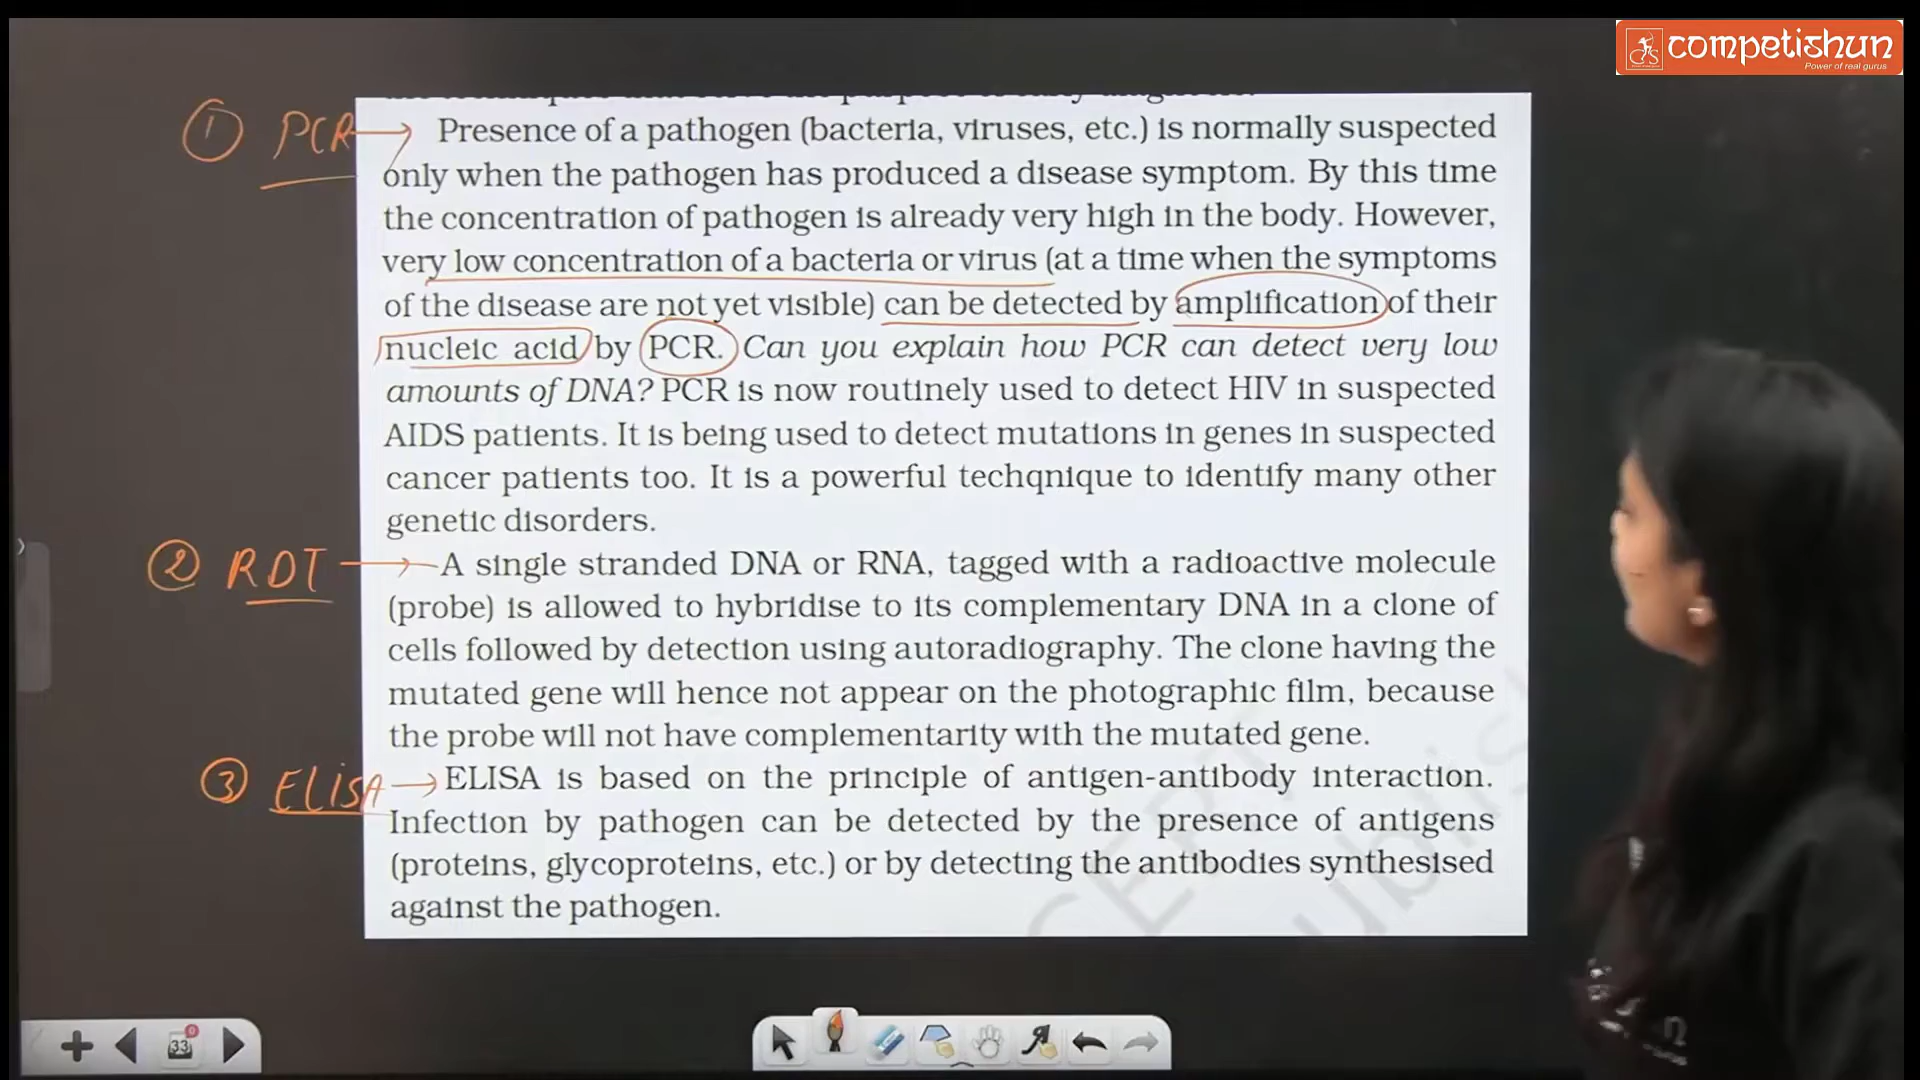 competishun
Power of real gurus
① PCR → Presence of a pathogen (bacteria, viruses, etc.) is normally suspected
only when the pathogen has produced a disease symptom. By this time
the concentration of pathogen is already very high in the body. However,
very low concentration of a bacteria or virus (at a time when the symptoms
of the disease are not yet visible) can be detected by amplification of their
nucleic acid by PCR. Can you explain how PCR can detect very low
amounts of DNA? PCR is now routinely used to detect HIV in suspected
AIDS patients. It is being used to detect mutations in genes in suspected
cancer patients too. It is a powerful techqnique to identify many other
genetic disorders.
② RDT → A single stranded DNA or RNA, tagged with a radioactive molecule
(probe) is allowed to hybridise to its complementary DNA in a clone of
cells followed by detection using autoradiography. The clone having the
mutated gene will hence not appear on the photographic film, because
the probe will not have complementarity with the mutated gene.
③ ELISA → ELISA is based on the principle of antigen-antibody interaction.
Infection by pathogen can be detected by the presence of antigens
(proteins, glycoproteins, etc.) or by detecting the antibodies synthesised
against the pathogen.
33